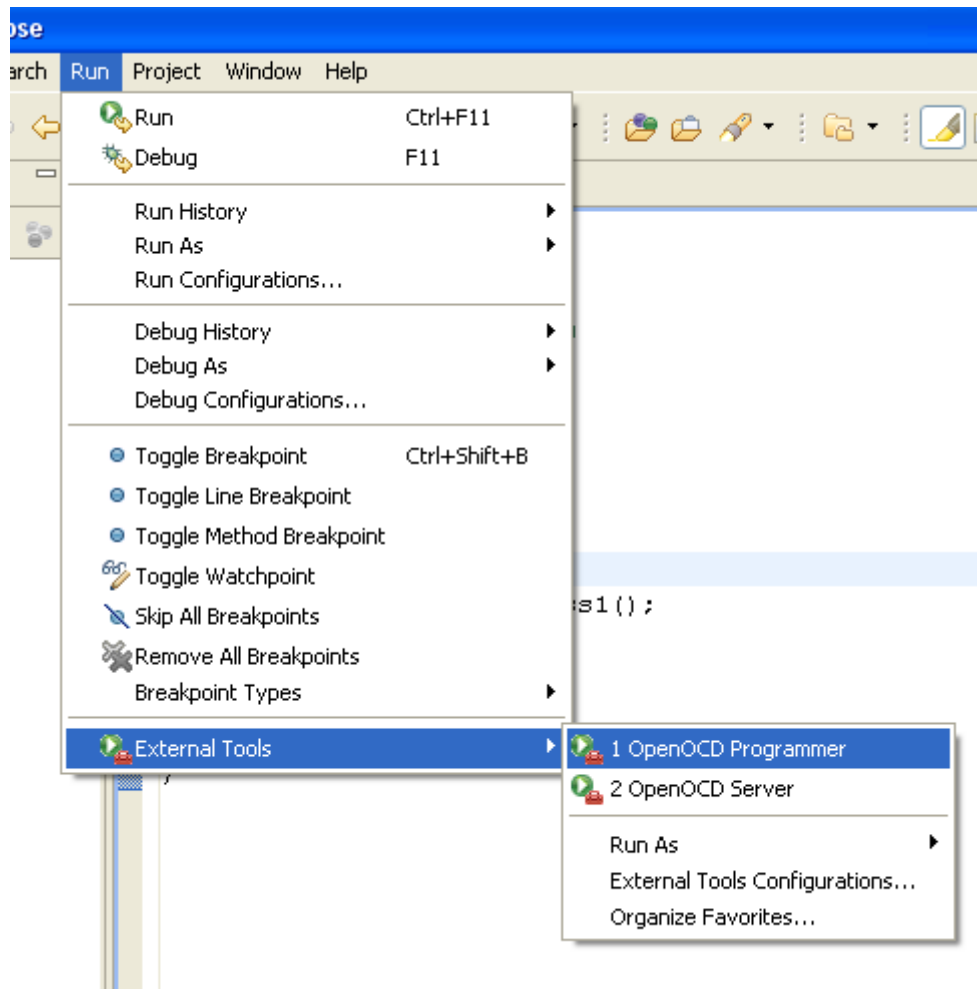 ose
arch Run Project Window Help
Run Ctrl+F11
Debug F11
Run History
Run As
Run Configurations...
Debug History
Debug As
Debug Configurations...
Toggle Breakpoint Ctrl+Shift+B
Toggle Line Breakpoint
Toggle Method Breakpoint
Toggle Watchpoint
Skip All Breakpoints
s1();
Remove All Breakpoints
Breakpoint Types
External Tools
1 OpenOCD Programmer
2 OpenOCD Server
Run As
External Tools Configurations...
Organize Favorites...